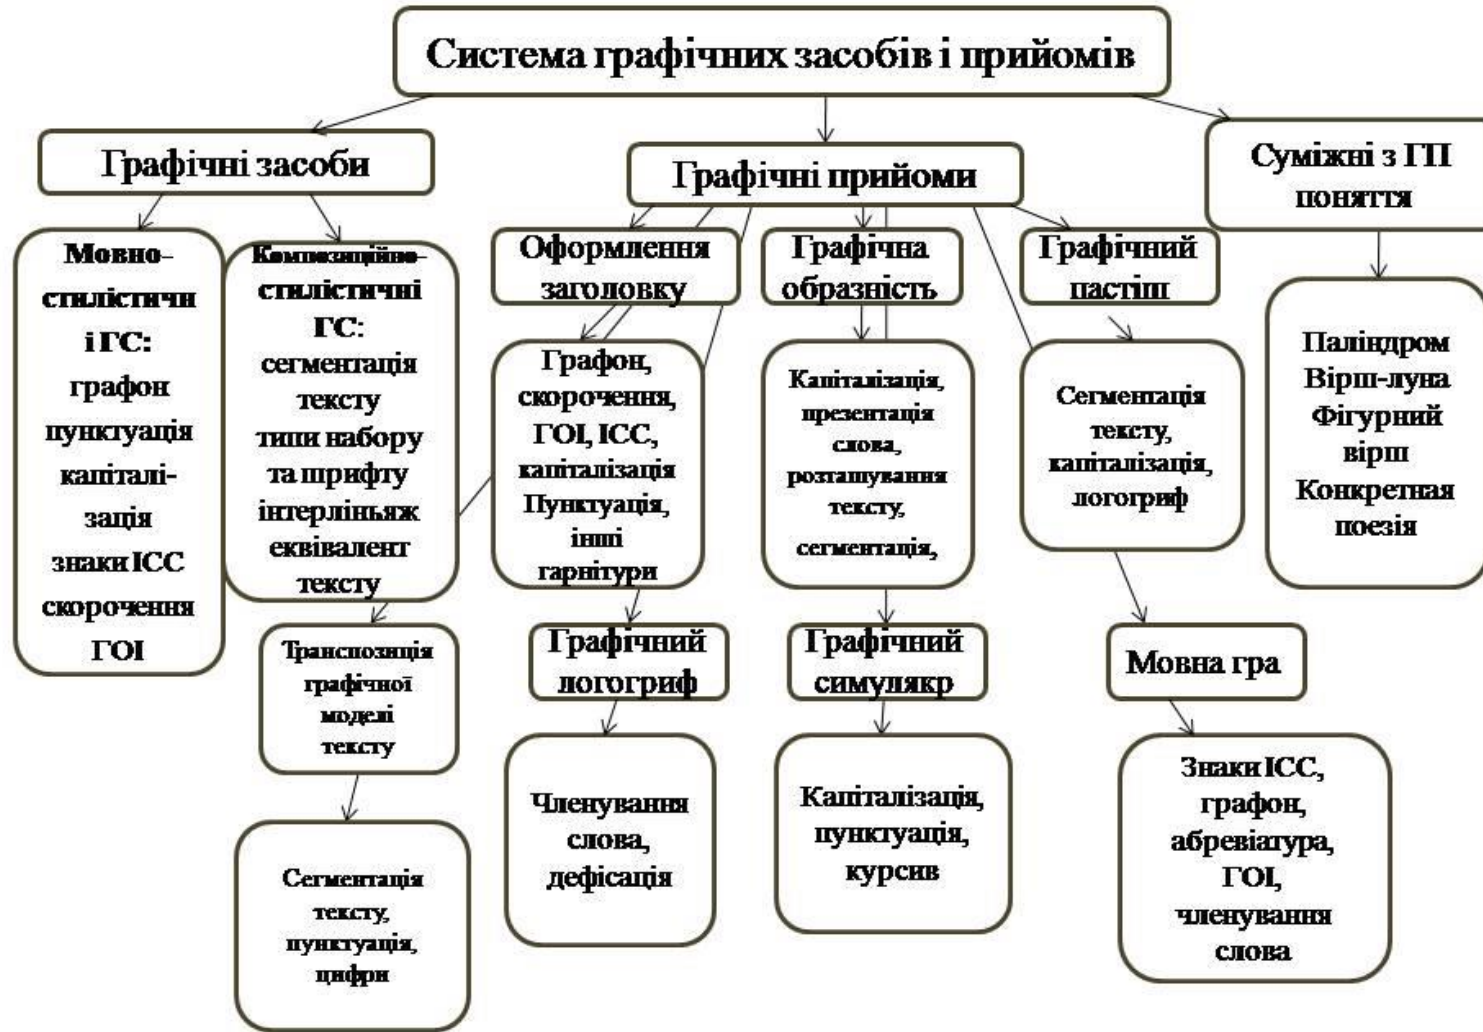 Система графічних засобів і прийомів
Графічні засоби
Графічні прийоми
Суміжні з ГП
поняття
Мовно-
стилістичн
і ГС:
графон
пунктуація
капіталі-
зація
знаки ІСС
скорочення
ГОІ
Композиційно-
стилістичні
ГС:
сегментація
тексту
типи набору
та шрифту
інтерліньяж
еквівалент
тексту
Оформлення
заголовку
Графічна
образність
Графічний
пастіш
Графон,
скорочення,
ГОІ, ІСС,
капіталізація
Пунктуація,
інші
гарнітури
Капіталізація,
презентація
слова,
розташування
тексту,
сегментація,
Сегментація
тексту,
капіталізація,
логогриф
Паліндром
Вірш-луна
Фігурний
вірш
Конкретная
поезія
Транспозиція
графічної
моделі
тексту
Графічний
логогриф
Графічний
симулякр
Мовна гра
Сегментація
тексту,
пунктуація,
цифри
Членування
слова,
дефісація
Капіталізація,
пунктуація,
курсив
Знаки ІСС,
графон,
абревіатура,
ГОІ,
членування
слова